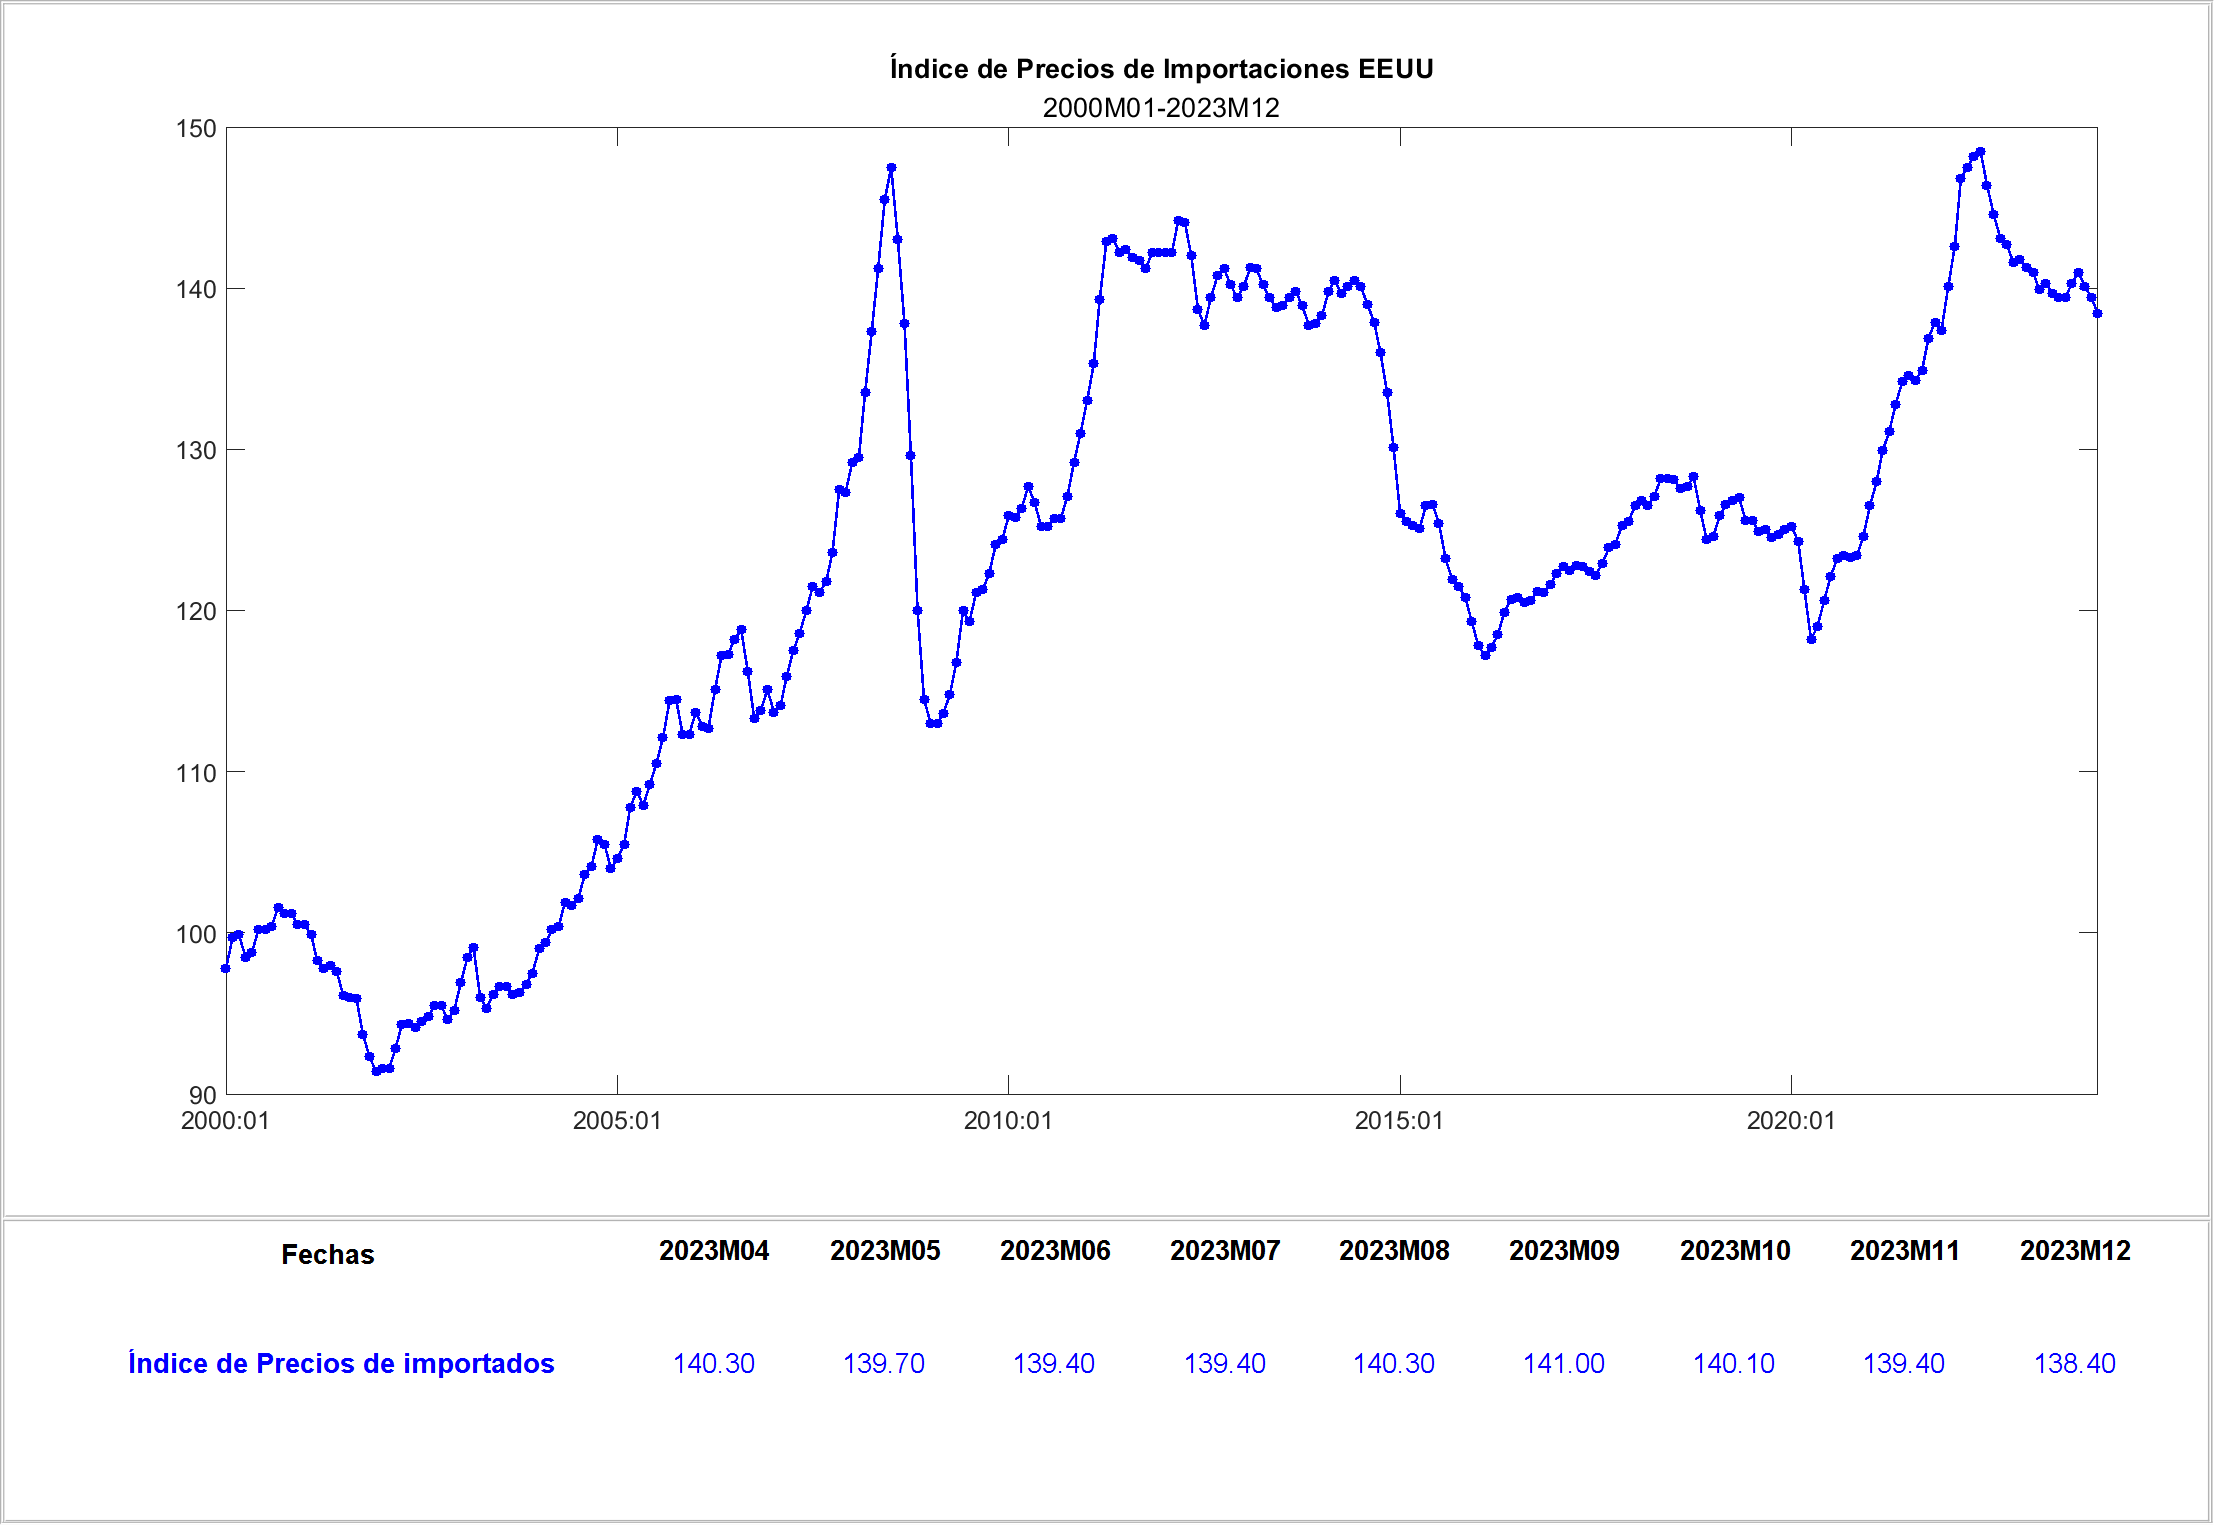 Índice de Precios de Importaciones EEUU
2000M01-2023M12
150
140
130
120
110
100
90
2000:01 2005:01 2010:01 2015:01 2020:01
Fechas 2023M04 2023M05 2023M06 2023M07 2023M08 2023M09 2023M10 2023M11 2023M12
Índice de Precios de importados 140.30 139.70 139.40 139.40 140.30 141.00 140.10 139.40 138.40